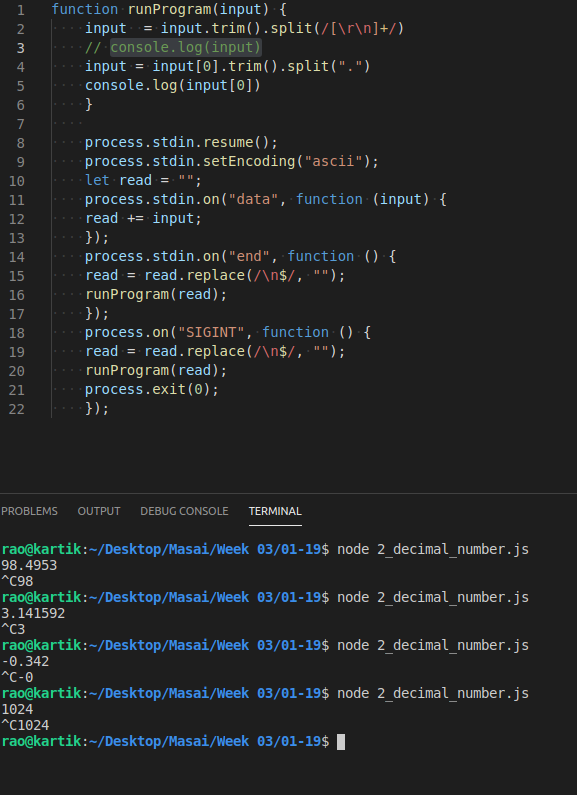 1 function runProgram(input) {
2 input = input.trim().split(/[\r\n]+/)
3 // console.log(input)
4 input = input[0].trim().split(".")
5 console.log(input[0])
6 }
7
8 process.stdin.resume();
9 process.stdin.setEncoding("ascii");
10 let read = "";
11 process.stdin.on("data", function (input) {
12 read += input;
13 });
14 process.stdin.on("end", function () {
15 read = read.replace(/\n$/, "");
16 runProgram(read);
17 });
18 process.on("SIGINT", function () {
19 read = read.replace(/\n$/, "");
20 runProgram(read);
21 process.exit(0);
22 });
PROBLEMS OUTPUT DEBUG CONSOLE TERMINAL
rao@kartik:~/Desktop/Masai/Week 03/01-19$ node 2_decimal_number.js
98.4953
^C98
rao@kartik:~/Desktop/Masai/Week 03/01-19$ node 2_decimal_number.js
3.141592
^C3
rao@kartik:~/Desktop/Masai/Week 03/01-19$ node 2_decimal_number.js
-0.342
^C-0
rao@kartik:~/Desktop/Masai/Week 03/01-19$ node 2_decimal_number.js
1024
^C1024
rao@kartik:~/Desktop/Masai/Week 03/01-19$